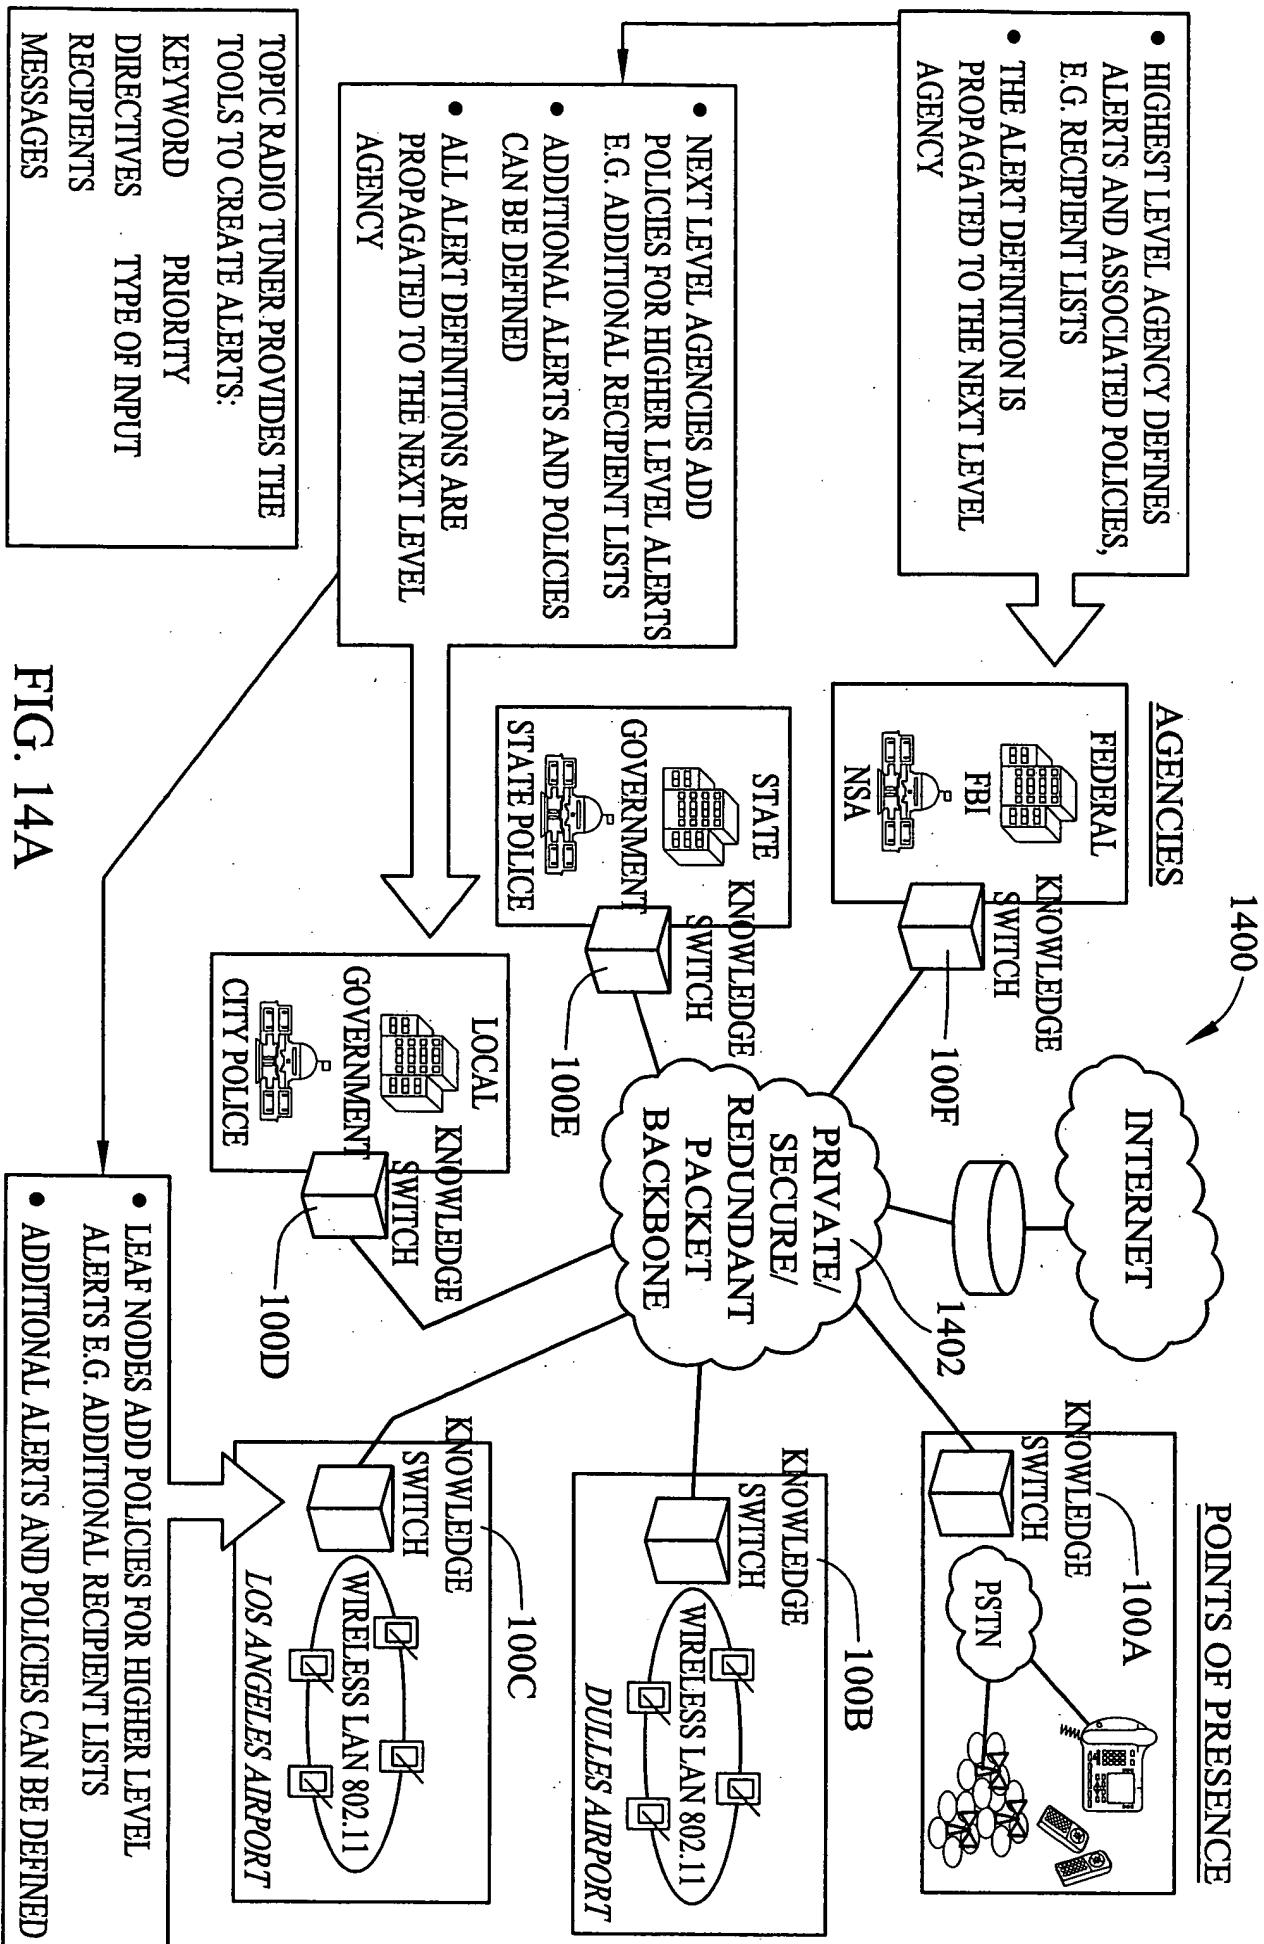 1400
AGENCIES
POINTS OF PRESENCE
INTERNET
● HIGHEST LEVEL AGENCY DEFINES
ALERTS AND ASSOCIATED POLICIES,
E.G. RECIPIENT LISTS
● THE ALERT DEFINITION IS
PROPAGATED TO THE NEXT LEVEL
AGENCY
FEDERAL
FBI
NSA
KNOWLEDGE
SWITCH
100F
KNOWLEDGE
SWITCH
100A
PSTN
PRIVATE/
SECURE/
REDUNDANT
PACKET
BACKBONE
1402
● NEXT LEVEL AGENCIES ADD
POLICIES FOR HIGHER LEVEL ALERTS
E.G. ADDITIONAL RECIPIENT LISTS
● ADDITIONAL ALERTS AND POLICIES
CAN BE DEFINED
● ALL ALERT DEFINITIONS ARE
PROPAGATED TO THE NEXT LEVEL
AGENCY
STATE
GOVERNMENT
STATE POLICE
KNOWLEDGE
SWITCH
100E
KNOWLEDGE
SWITCH
100B
WIRELESS LAN 802.11
DULLES AIRPORT
LOCAL
GOVERNMENT
CITY POLICE
KNOWLEDGE
SWITCH
100D
KNOWLEDGE
SWITCH
100C
WIRELESS LAN 802.11
LOS ANGELES AIRPORT
TOPIC RADIO TUNER PROVIDES THE
TOOLS TO CREATE ALERTS:
KEYWORD PRIORITY
DIRECTIVES TYPE OF INPUT
RECIPIENTS
MESSAGES
● LEAF NODES ADD POLICIES FOR HIGHER LEVEL
ALERTS E.G. ADDITIONAL RECIPIENT LISTS
● ADDITIONAL ALERTS AND POLICIES CAN BE DEFINED
FIG. 14A